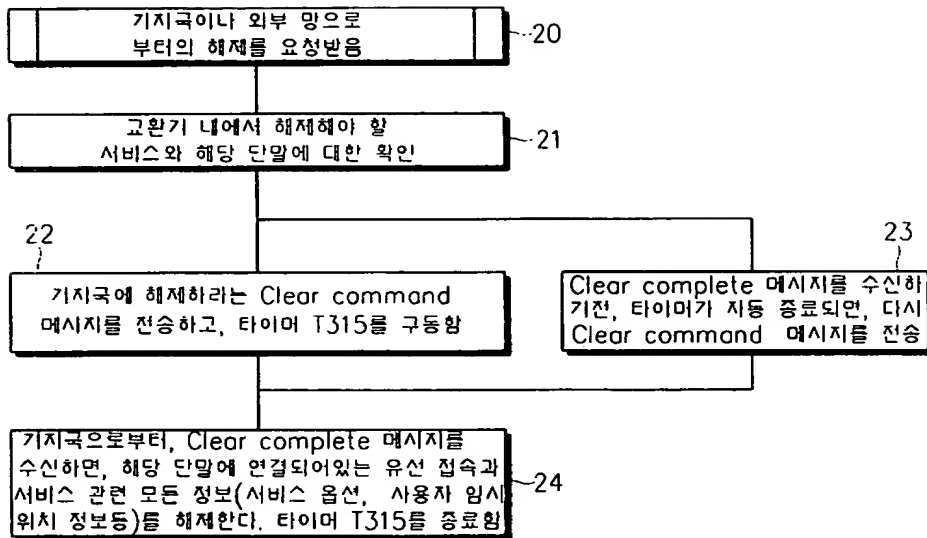 기지국이나 외부 망으로
부터의 해제를 요청받음
20
교환기 내에서 해제해야 할
서비스와 해당 단말에 대한 확인
21
22
기지국에 해제하라는 Clear command
메시지를 전송하고, 타이머 T315를 구동함
23
Clear complete 메시지를 수신하
기전, 타이머가 자동 종료되면, 다시
Clear command 메시지를 전송
기지국으로부터, Clear complete 메시지를
수신하면, 해당 단말에 연결되어있는 유선 접속과
서비스 관련 모든 정보(서비스 옵션, 사용자 임시
위치 정보등)를 해제한다. 타이머 T315를 종료함
24